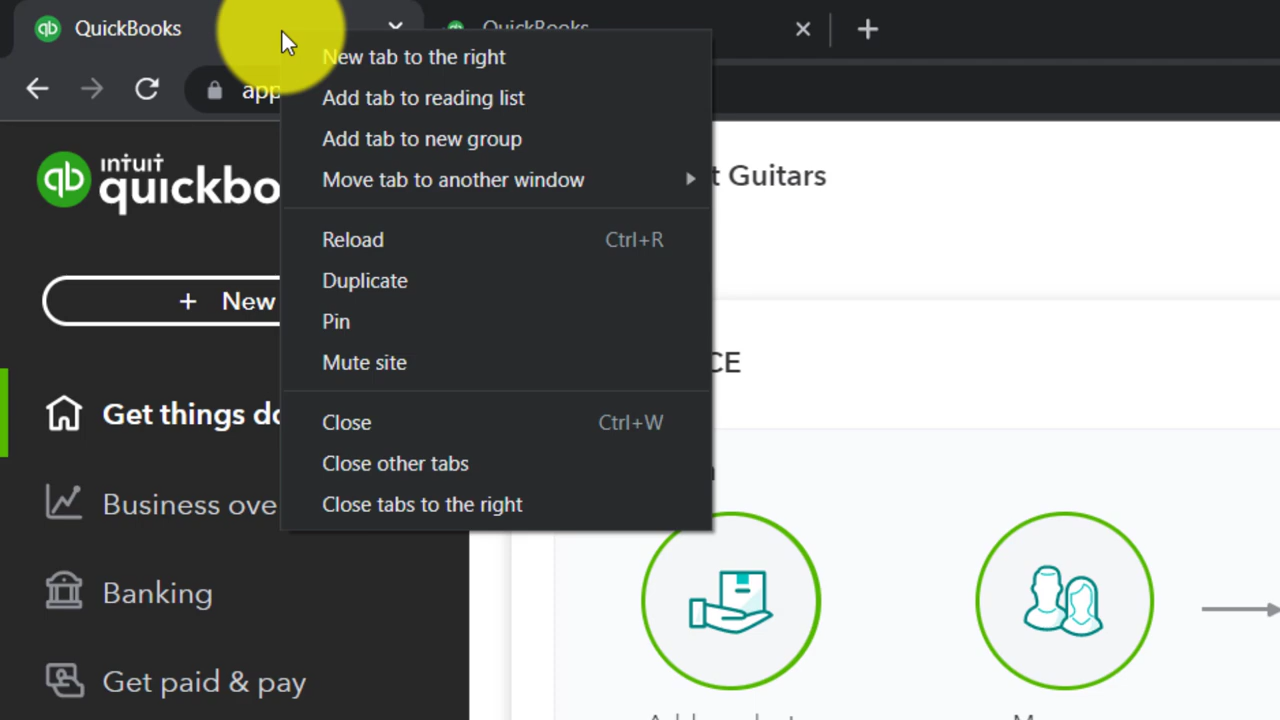 QuickBooks
QuickBooks
app
New tab to the right
Add tab to reading list
Add tab to new group
Move tab to another window
Reload Ctrl+R
Duplicate
Pin
Mute site
Close Ctrl+W
Close other tabs
Close tabs to the right
qb intuit quickbo
t Guitars
+ New
CE
Get things do
Business ove
Banking
Get paid & pay